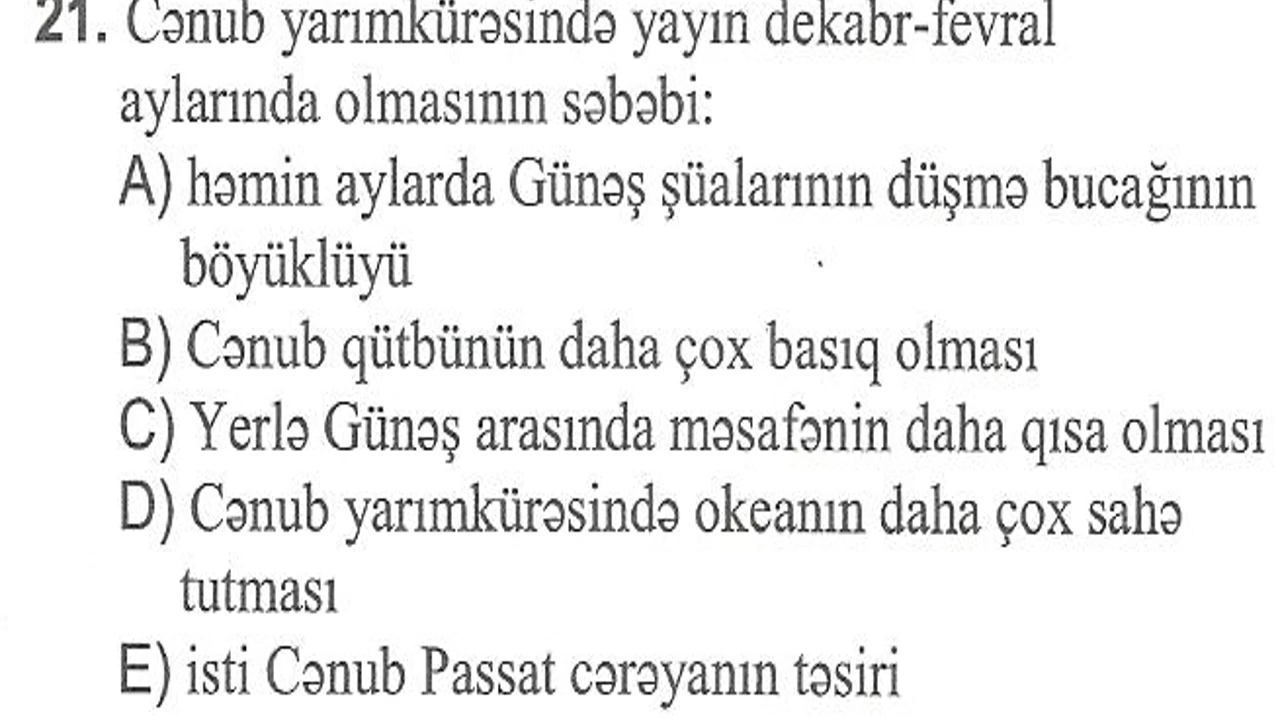 21. Cənub yarımkürəsində yayın dekabr-fevral
aylarında olmasının səbəbi:
A) həmin aylarda Günəş şüalarının düşmə bucağının
böyüklüyü
B) Cənub qütbünün daha çox basıq olması
C) Yerlə Günəş arasında məsafənin daha qısa olması
D) Cənub yarımkürəsində okeanın daha çox sahə
tutması
E) isti Cənub Passat cərəyanın təsiri